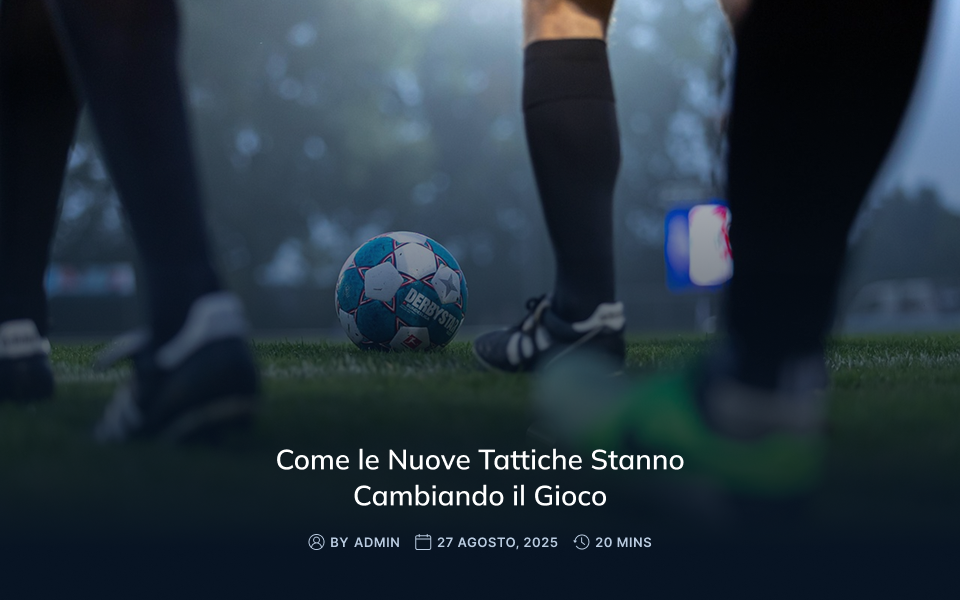 DERBYSTAR
Come le Nuove Tattiche Stanno
Cambiando il Gioco
BY ADMIN 27 AGOSTO, 2025 20 MINS